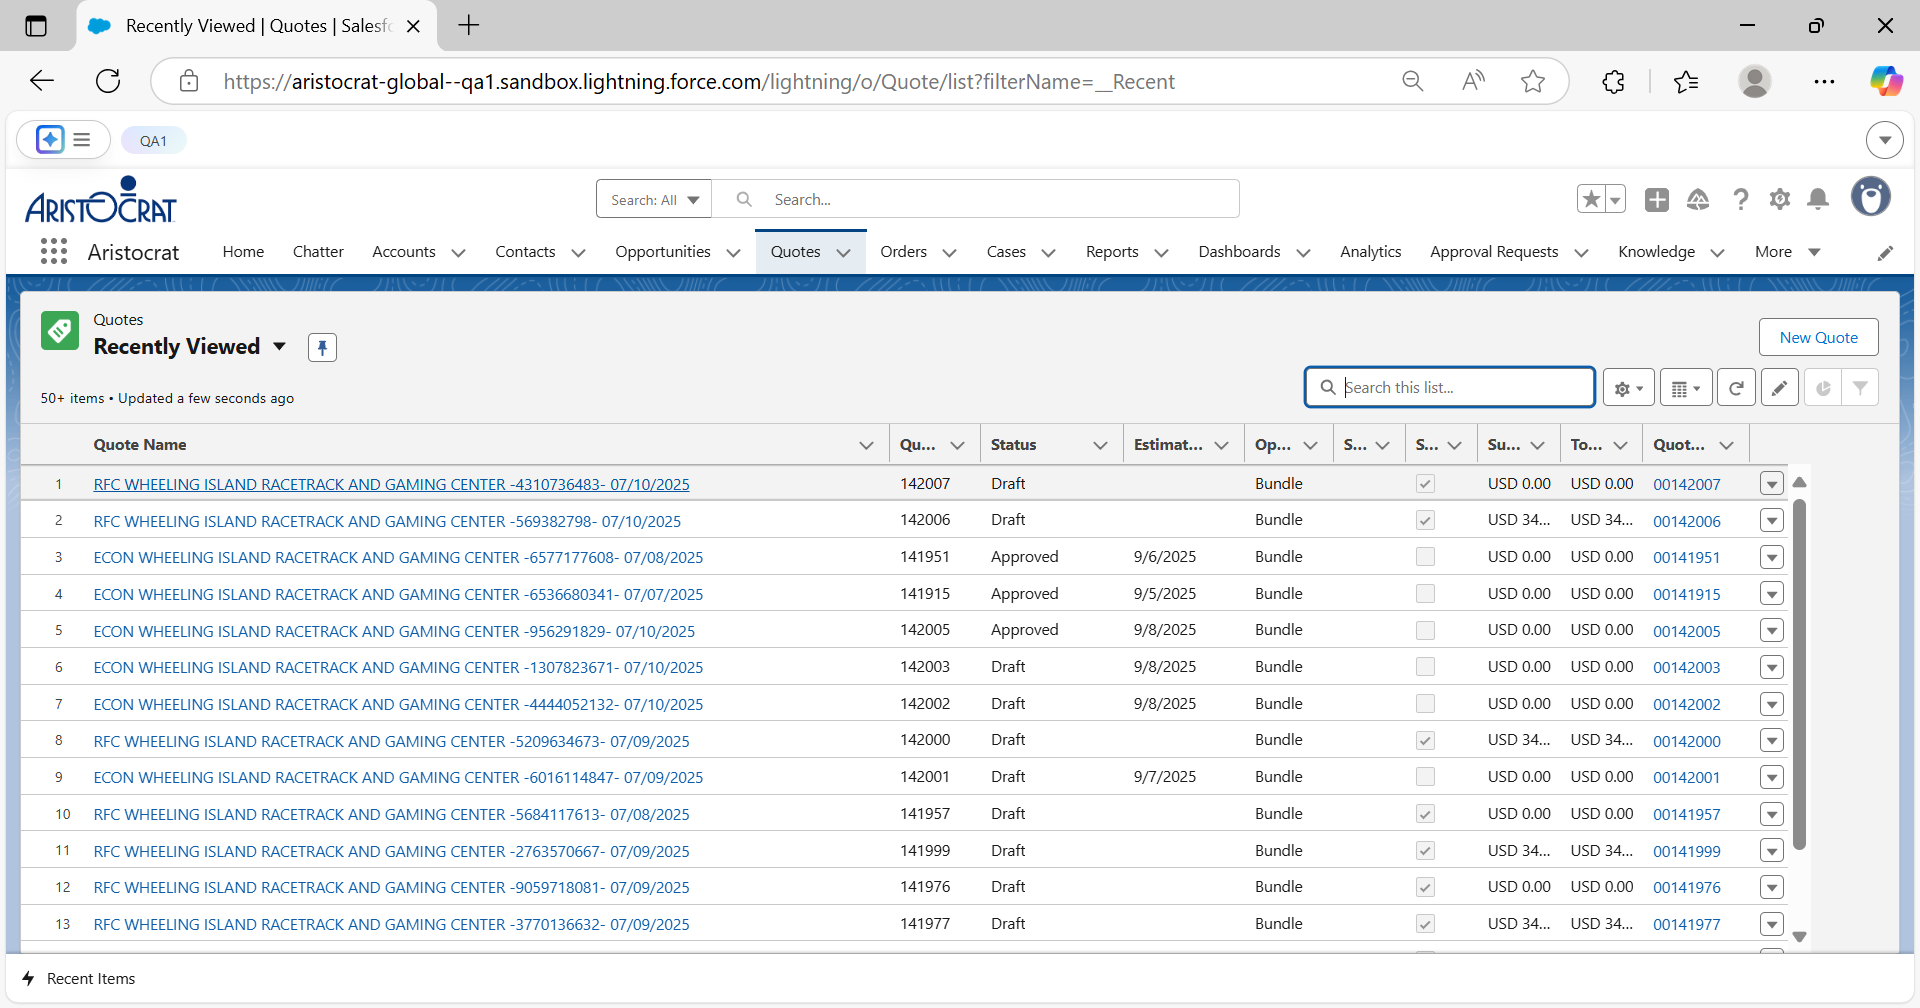 Recently Viewed | Quotes | Salesfo
https://aristocrat-global--qa1.sandbox.lightning.force.com/lightning/o/Quote/list?filterName=__Recent
QA1
ARISTOCRAT
Search: All
Search...
Aristocrat
Home Chatter Accounts Contacts Opportunities Quotes Orders Cases Reports Dashboards Analytics Approval Requests Knowledge More
Quotes
Recently Viewed
New Quote
50+ items • Updated a few seconds ago
Search this list...
Quote Name Qu... Status Estimat... Op... S... S... Su... To... Quot...
1 RFC WHEELING ISLAND RACETRACK AND GAMING CENTER -4310736483- 07/10/2025 142007 Draft Bundle USD 0.00 USD 0.00 00142007
2 RFC WHEELING ISLAND RACETRACK AND GAMING CENTER -569382798- 07/10/2025 142006 Draft Bundle USD 34... USD 34... 00142006
3 ECON WHEELING ISLAND RACETRACK AND GAMING CENTER -6577177608- 07/08/2025 141951 Approved 9/6/2025 Bundle USD 0.00 USD 0.00 00141951
4 ECON WHEELING ISLAND RACETRACK AND GAMING CENTER -6536680341- 07/07/2025 141915 Approved 9/5/2025 Bundle USD 0.00 USD 0.00 00141915
5 ECON WHEELING ISLAND RACETRACK AND GAMING CENTER -956291829- 07/10/2025 142005 Approved 9/8/2025 Bundle USD 0.00 USD 0.00 00142005
6 ECON WHEELING ISLAND RACETRACK AND GAMING CENTER -1307823671- 07/10/2025 142003 Draft 9/8/2025 Bundle USD 0.00 USD 0.00 00142003
7 ECON WHEELING ISLAND RACETRACK AND GAMING CENTER -4444052132- 07/10/2025 142002 Draft 9/8/2025 Bundle USD 0.00 USD 0.00 00142002
8 RFC WHEELING ISLAND RACETRACK AND GAMING CENTER -5209634673- 07/09/2025 142000 Draft Bundle USD 34... USD 34... 00142000
9 ECON WHEELING ISLAND RACETRACK AND GAMING CENTER -6016114847- 07/09/2025 142001 Draft 9/7/2025 Bundle USD 0.00 USD 0.00 00142001
10 RFC WHEELING ISLAND RACETRACK AND GAMING CENTER -5684117613- 07/08/2025 141957 Draft Bundle USD 0.00 USD 0.00 00141957
11 RFC WHEELING ISLAND RACETRACK AND GAMING CENTER -2763570667- 07/09/2025 141999 Draft Bundle USD 34... USD 34... 00141999
12 RFC WHEELING ISLAND RACETRACK AND GAMING CENTER -9059718081- 07/09/2025 141976 Draft Bundle USD 0.00 USD 0.00 00141976
13 RFC WHEELING ISLAND RACETRACK AND GAMING CENTER -3770136632- 07/09/2025 141977 Draft Bundle USD 34... USD 34... 00141977
Recent Items